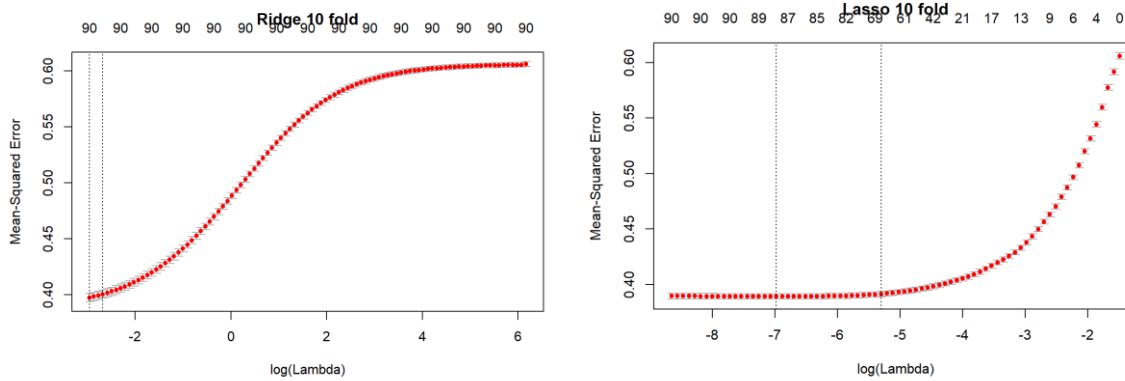 Ridge 10 fold
90 90 90 90 90 90 90 90 90 90 90 90 90 90
Mean-Squared Error
0.60
0.55
0.50
0.45
0.40
-2 0 2 4 6
log(Lambda)
Lasso 10 fold
90 90 90 89 87 85 82 69 61 42 21 17 13 9 6 4 0
Mean-Squared Error
0.60
0.55
0.50
0.45
0.40
-8 -7 -6 -5 -4 -3 -2
log(Lambda)